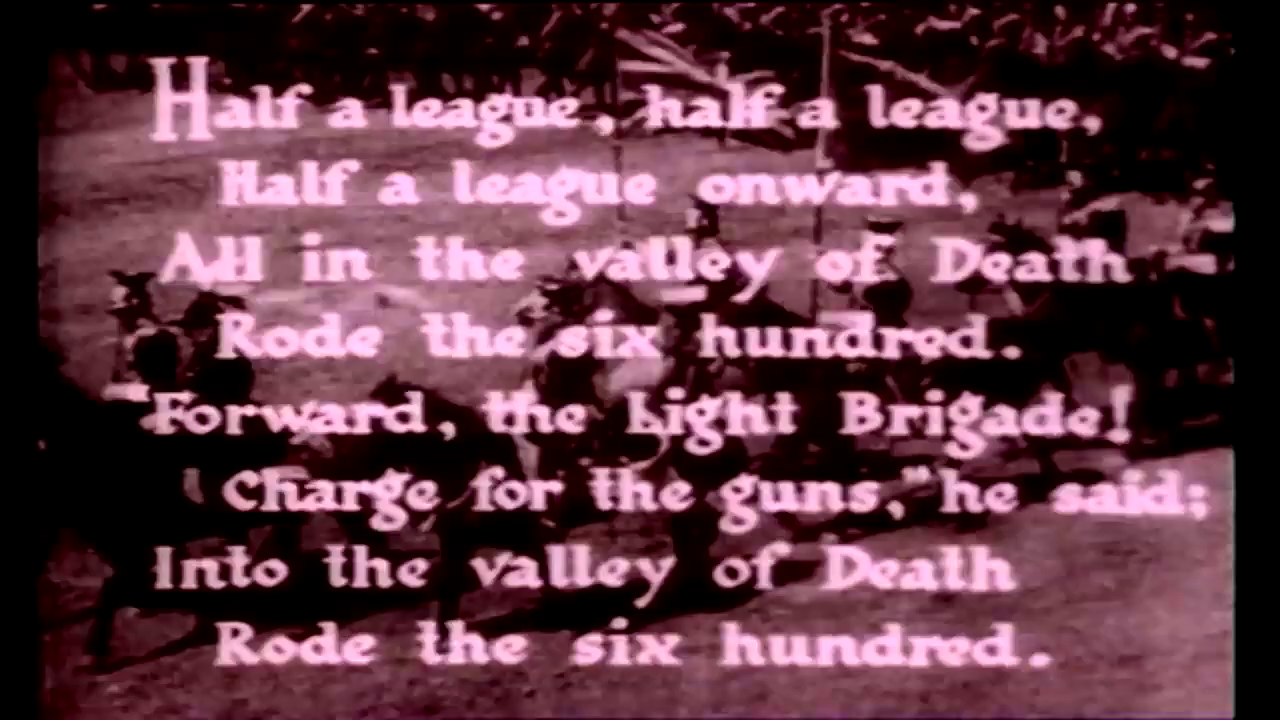 Half a league, half a league,
Half a league onward,
All in the valley of Death
Rode the six hundred.
Forward, the Light Brigade!
Charge for the guns," he said;
Into the valley of Death
Rode the six hundred.